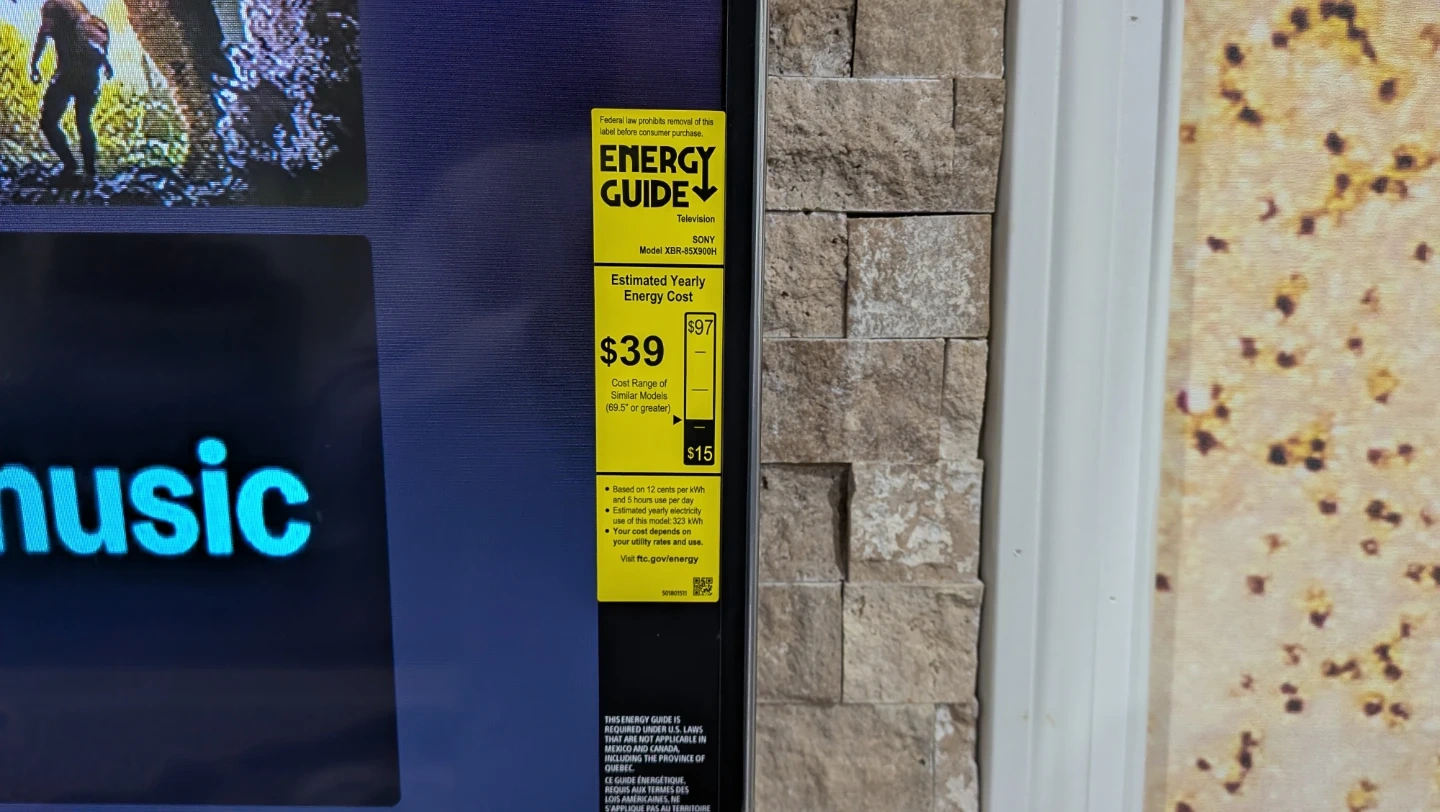 Federal law prohibits removal of this
label before consumer purchase.
ENERGY
GUIDE
Television
SONY
Model XBR-85X900H
Estimated Yearly
Energy Cost
$97
$39
Cost Range of
Similar Models
(69.5" or greater)
$15
• Based on 12 cents per kWh
and 5 hours use per day
• Estimated yearly electricity
use of this model: 323 kWh
• Your cost depends on
your utility rates and use.
Visit ftc.gov/energy
music
THIS ENERGY GUIDE IS
REQUIRED UNDER U.S. LAWS
THAT ARE NOT APPLICABLE IN
MEXICO AND CANADA,
INCLUDING THE PROVINCE OF
QUEBEC.
CE GUIDE ÉNERGÉTIQUE,
REQUIS AUX TERMES DES
LOIS AMÉRICAINES, NE
S'APPLIQUE PAS AU TERRITOIRE